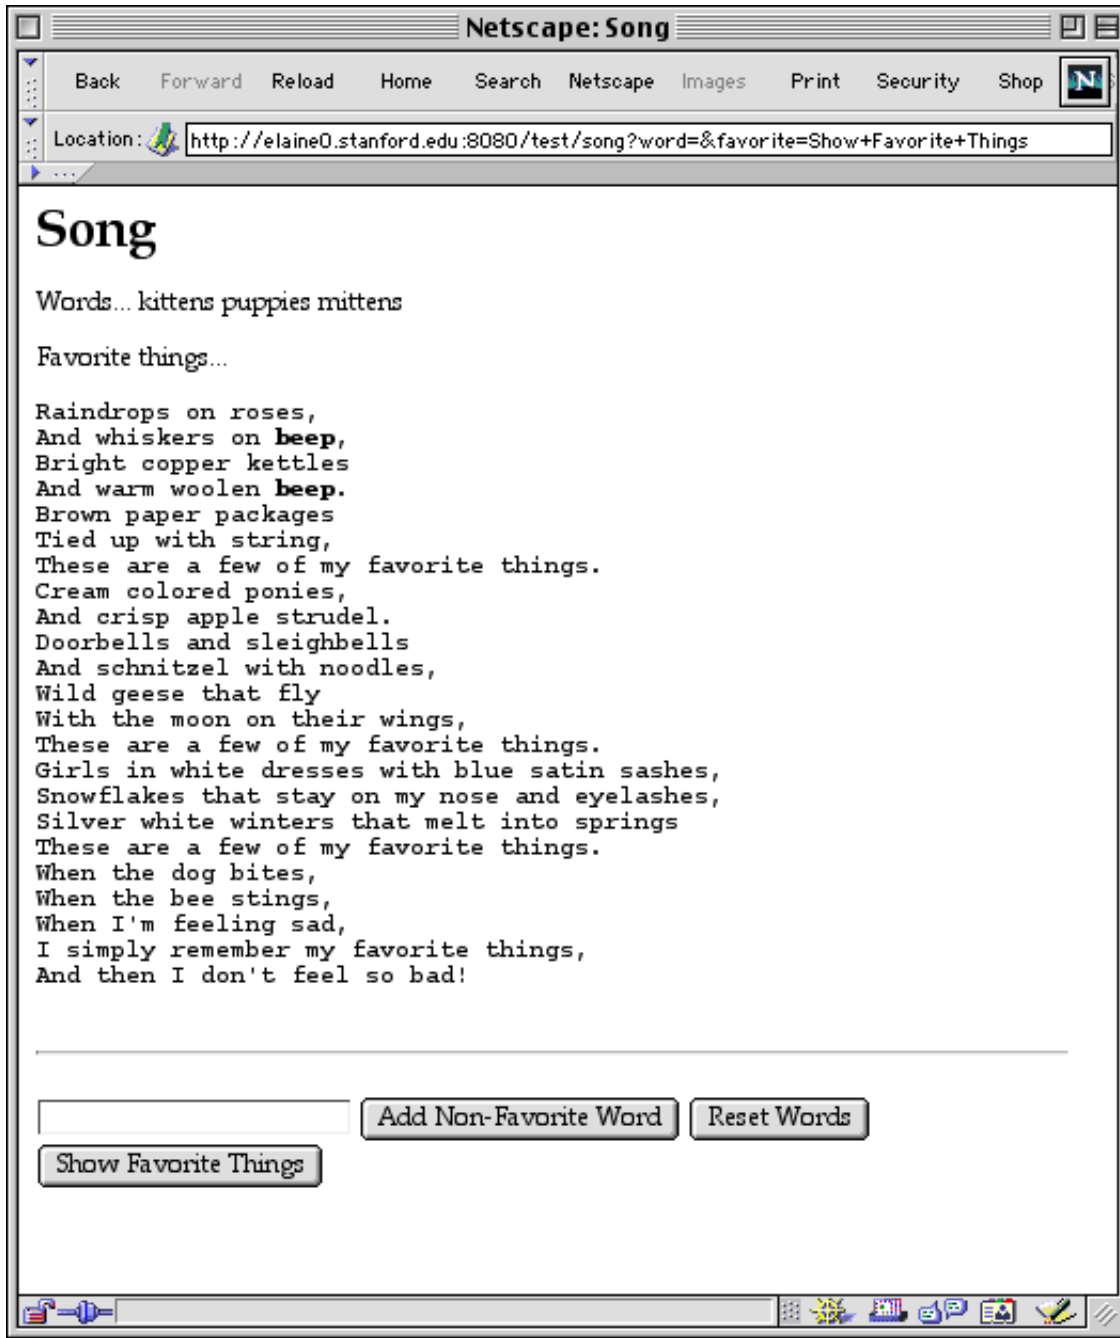 Netscape: Song
Back Forward Reload Home Search Netscape Images Print Security Shop N
Location: http://elaine0.stanford.edu:8080/test/song?word=&favorite=Show+Favorite+Things
...
Song
Words... kittens puppies mittens
Favorite things...
Raindrops on roses,
And whiskers on beep,
Bright copper kettles
And warm woolen beep.
Brown paper packages
Tied up with string,
These are a few of my favorite things.
Cream colored ponies,
And crisp apple strudel.
Doorbells and sleighbells
And schnitzel with noodles,
Wild geese that fly
With the moon on their wings,
These are a few of my favorite things.
Girls in white dresses with blue satin sashes,
Snowflakes that stay on my nose and eyelashes,
Silver white winters that melt into springs
These are a few of my favorite things.
When the dog bites,
When the bee stings,
When I'm feeling sad,
I simply remember my favorite things,
And then I don't feel so bad!
Add Non-Favorite Word Reset Words
Show Favorite Things